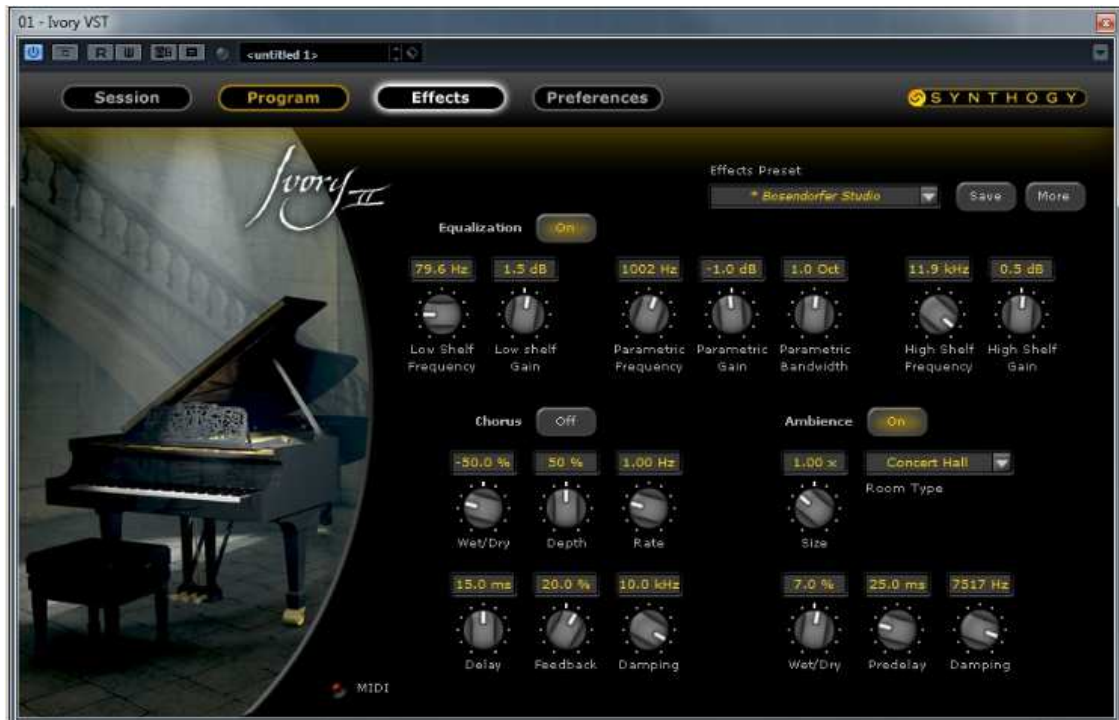 01 - Ivory VST
R W <untitled 1>
Session Program Effects Preferences SYNTHOGY
Ivory II
Effects Preset
* Bosendorfer Studio Save More
Equalization On
79.6 Hz 1.5 dB 1002 Hz -1.0 dB 1.0 Oct 11.9 kHz 0.5 dB
Low Shelf Frequency Low shelf Gain Parametric Frequency Parametric Gain Parametric Bandwidth High Shelf Frequency High Shelf Gain
Chorus Off Ambience On
-50.0 % 50 % 1.00 Hz 1.00 x Concert Hall
Room Type
Wet/Dry Depth Rate Size
15.0 ms 20.0 % 10.0 kHz 7.0 % 25.0 ms 7517 Hz
Delay Feedback Damping Wet/Dry Predelay Damping
MIDI